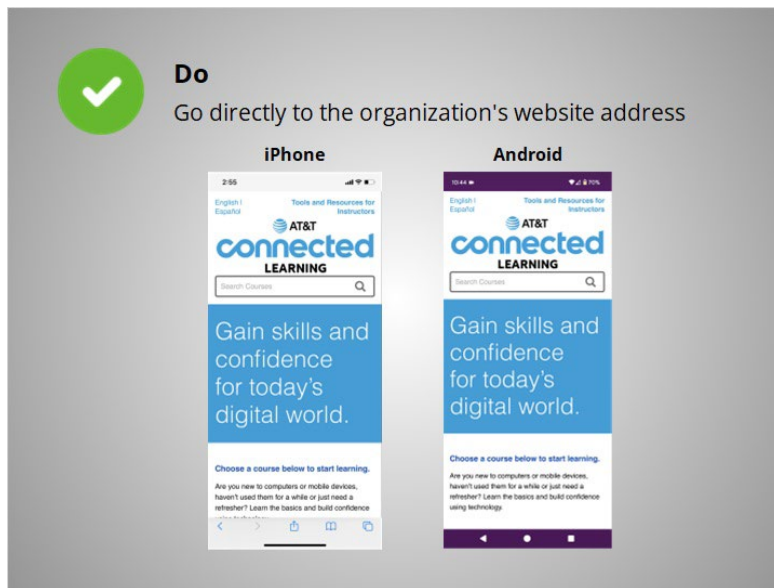 Do
Go directly to the organization's website address
iPhone
2:55
English |
Español
Tools and Resources for
Instructors
AT&T
connected
LEARNING
Search Courses
Gain skills and
confidence
for today's
digital world.
Choose a course below to start learning.
Are you new to computers or mobile devices,
haven't used them for a while or just need a
refresher? Learn the basics and build confidence
using technology.
Android
10:44
70%
English |
Español
Tools and Resources for
Instructors
AT&T
connected
LEARNING
Search Courses
Gain skills and
confidence
for today's
digital world.
Choose a course below to start learning.
Are you new to computers or mobile devices,
haven't used them for a while or just need a
refresher? Learn the basics and build confidence
using technology.